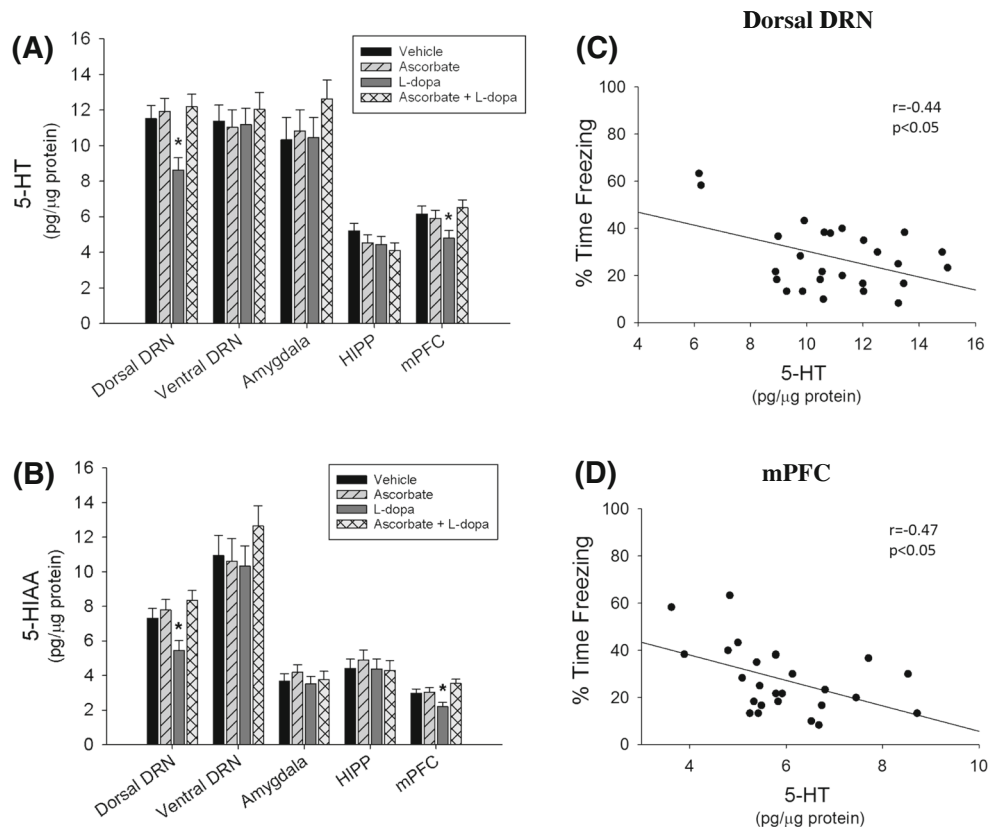 (A)
5-HT
(pg/μg protein)
16
14
12
10
8
6
4
2
0
Vehicle
Ascorbate
L-dopa
Ascorbate + L-dopa
*
*
Dorsal DRN
Ventral DRN
Amygdala
HIPP
mPFC
Dorsal DRN
(C)
% Time Freezing
100
80
60
40
20
0
r=-0.44
p<0.05
4 6 8 10 12 14 16
5-HT
(pg/μg protein)
(B)
5-HIAA
(pg/μg protein)
16
14
12
10
8
6
4
2
0
Vehicle
Ascorbate
L-dopa
Ascorbate + L-dopa
*
*
Dorsal DRN
Ventral DRN
Amygdala
HIPP
mPFC
(D)
mPFC
% Time Freezing
100
80
60
40
20
0
r=-0.47
p<0.05
4 6 8 10
5-HT
(pg/μg protein)